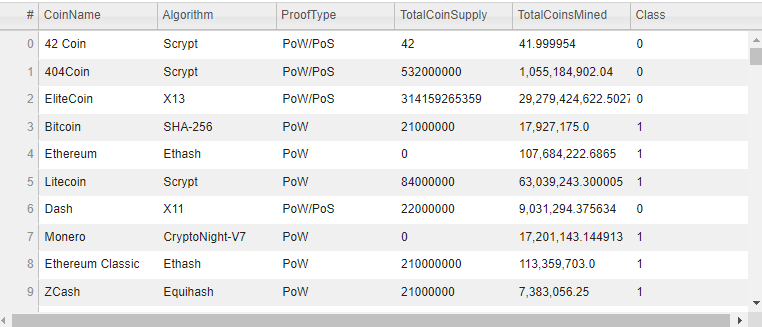 # CoinName Algorithm ProofType TotalCoinSupply TotalCoinsMined Class
0 42 Coin Scrypt PoW/PoS 42 41.999954 0
1 404Coin Scrypt PoW/PoS 532000000 1,055,184,902.04 0
2 EliteCoin X13 PoW/PoS 314159265359 29,279,424,622.5027 0
3 Bitcoin SHA-256 PoW 21000000 17,927,175.0 1
4 Ethereum Ethash PoW 0 107,684,222.6865 1
5 Litecoin Scrypt PoW 84000000 63,039,243.300005 1
6 Dash X11 PoW/PoS 22000000 9,031,294.375634 0
7 Monero CryptoNight-V7 PoW 0 17,201,143.144913 1
8 Ethereum Classic Ethash PoW 210000000 113,359,703.0 1
9 ZCash Equihash PoW 21000000 7,383,056.25 1